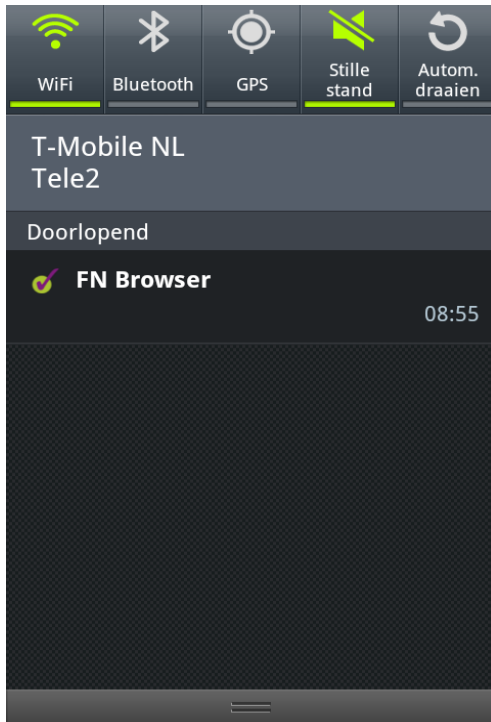 WiFi
Bluetooth
GPS
Stille
stand
Autom.
draaien
T-Mobile NL
Tele2
Doorlopend
FN Browser
08:55